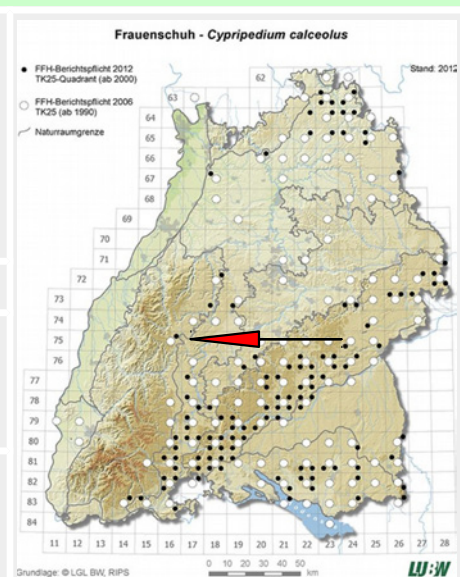 Frauenschuh - Cypripedium calceolus
FFH-Berichtspflicht 2012
TK25-Quadrant (ab 2000)
Stand: 2012
FFH-Berichtspflicht 2006
TK25 (ab 1990)
Naturraumgrenze
62
63
64
65
66
67
68
69
70
71
72
73
74
75
76
77
78
79
80
81
82
83
84
11 12 13 14 15 16 17 18 19 20 21 22 23 24 25 26 27 28
Grundlage: © LGL BW, RIPS
0 10 20 30 40 50
km
LUBW